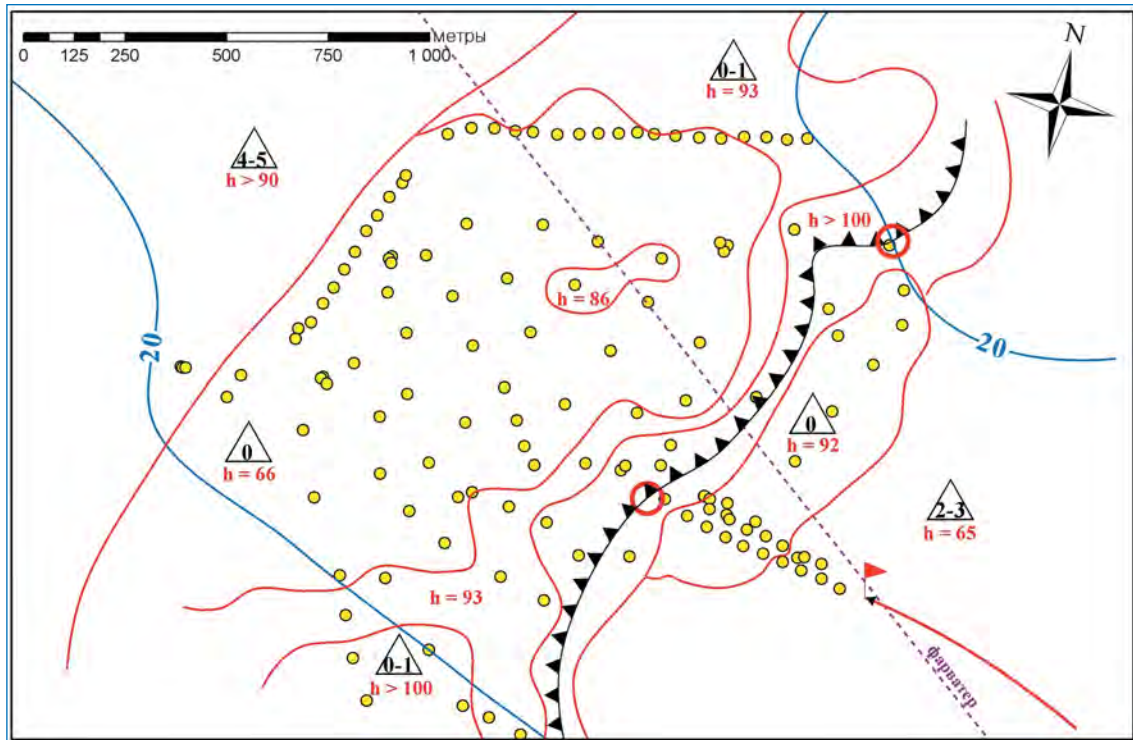 метры
0 125 250 500 750 1 000
N
0-1
h = 93
4-5
h > 90
h > 100
h = 86
20
20
0
h = 92
0
h = 66
2-3
h = 65
h = 93
0-1
h > 100
фарватер